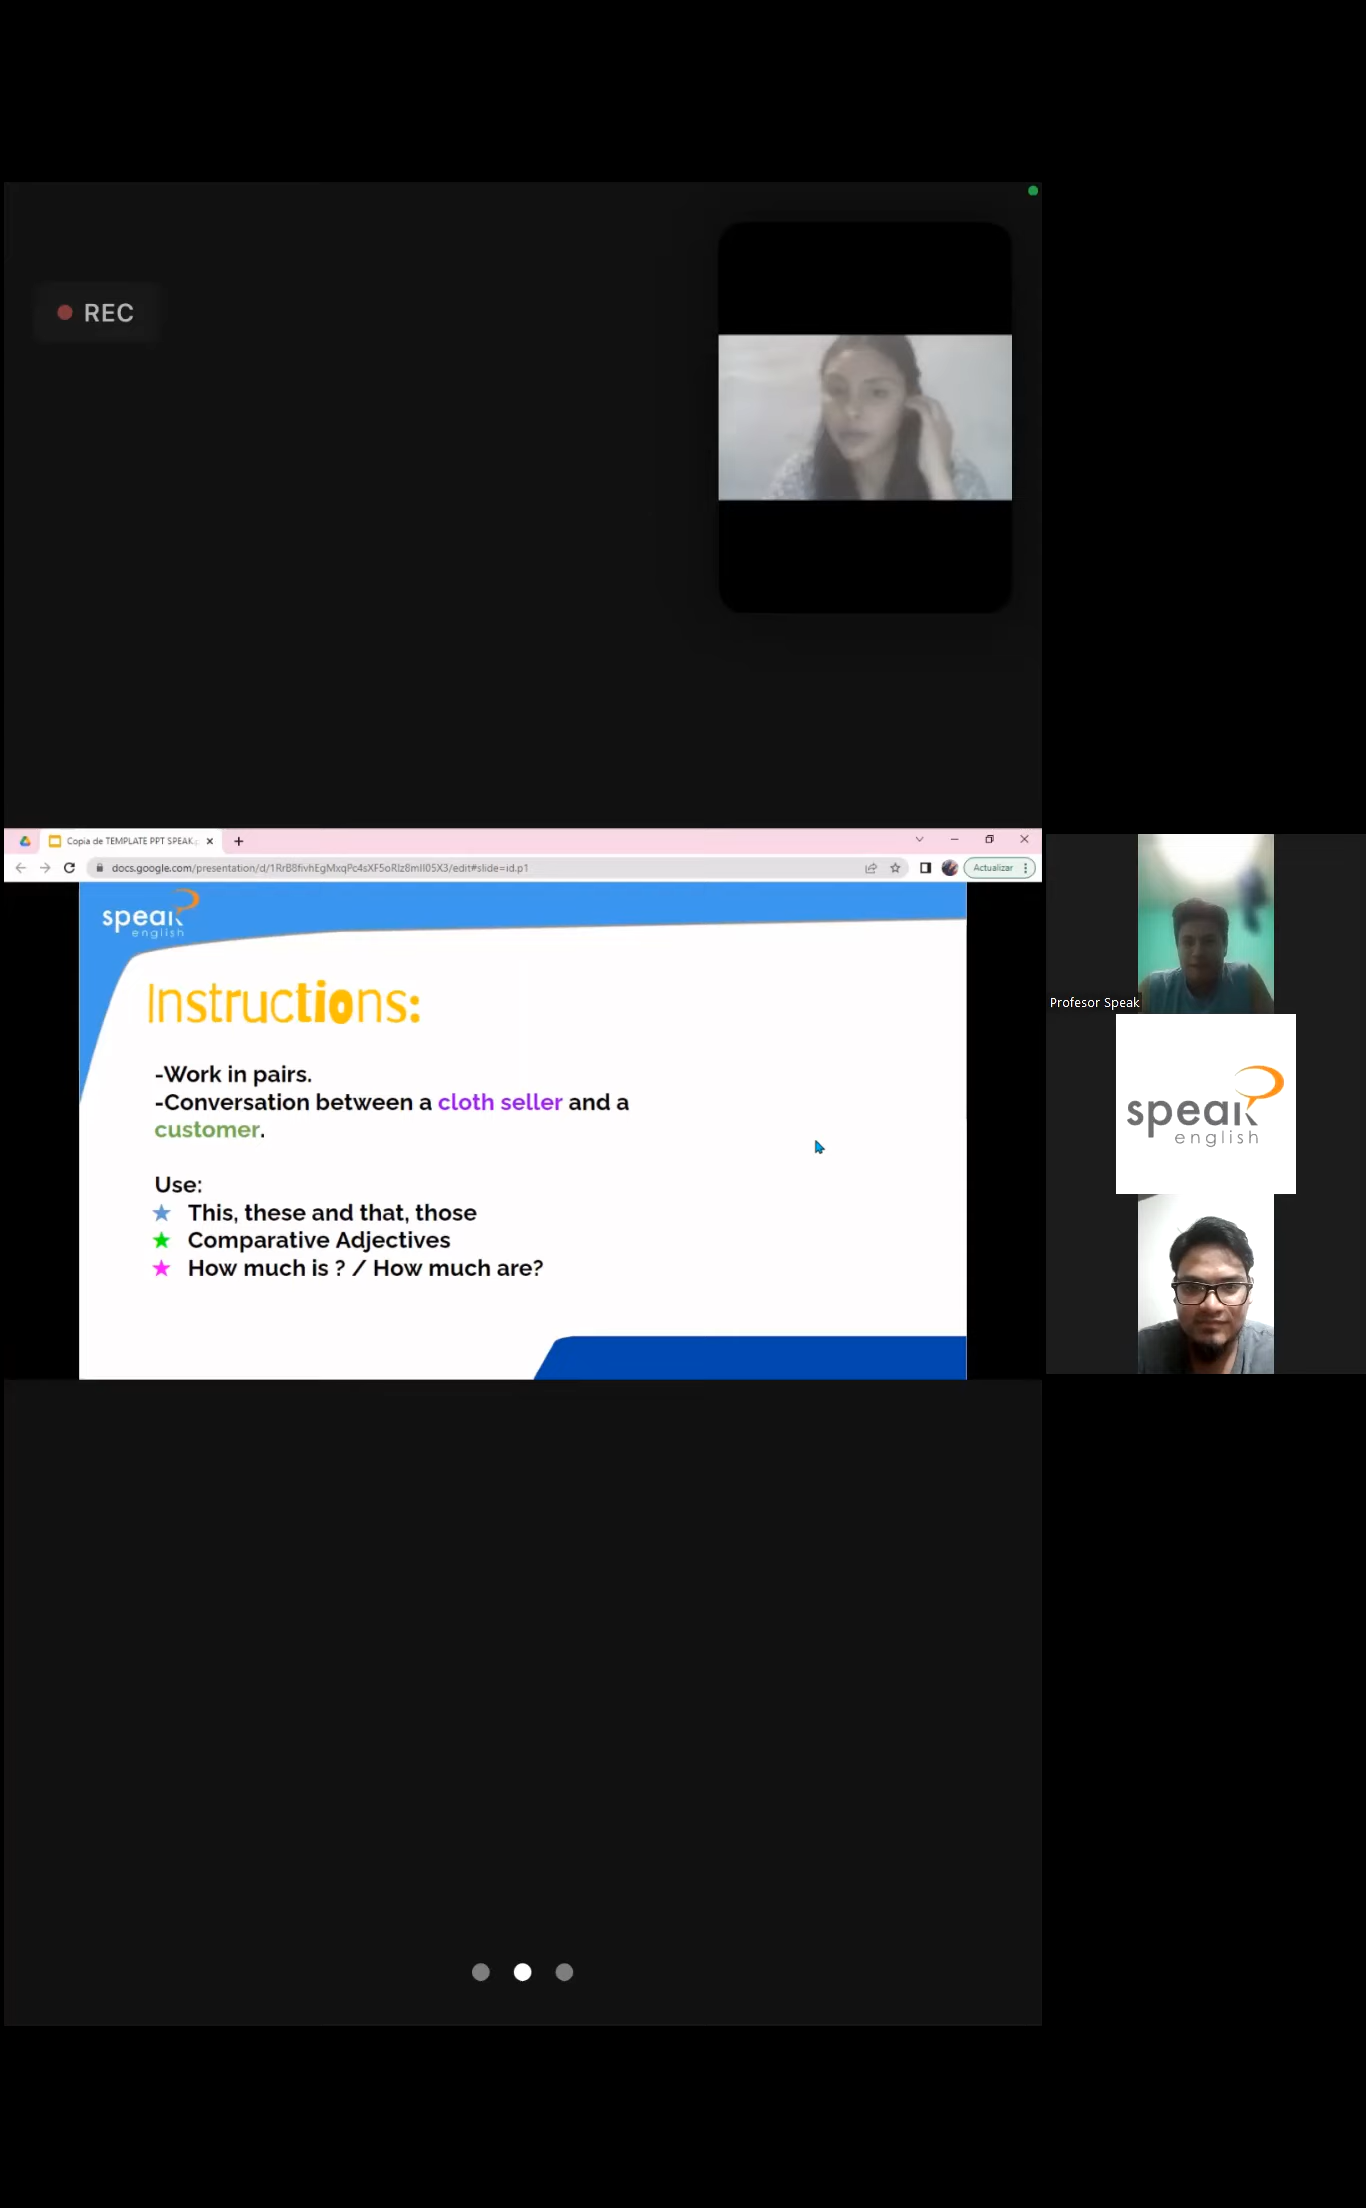 REC
Copia de TEMPLATE PPT SPEAK
docs.google.com/presentation/d/1RrB8fivhEgMxqPc4sXF5oRlz8mll05X3/edit#slide=id.p1
Actualizar
speak
english
Instructions:
-Work in pairs.
-Conversation between a cloth seller and a
customer.
Use:
This, these and that, those
Comparative Adjectives
How much is ? / How much are?
Profesor Speak
speak
english